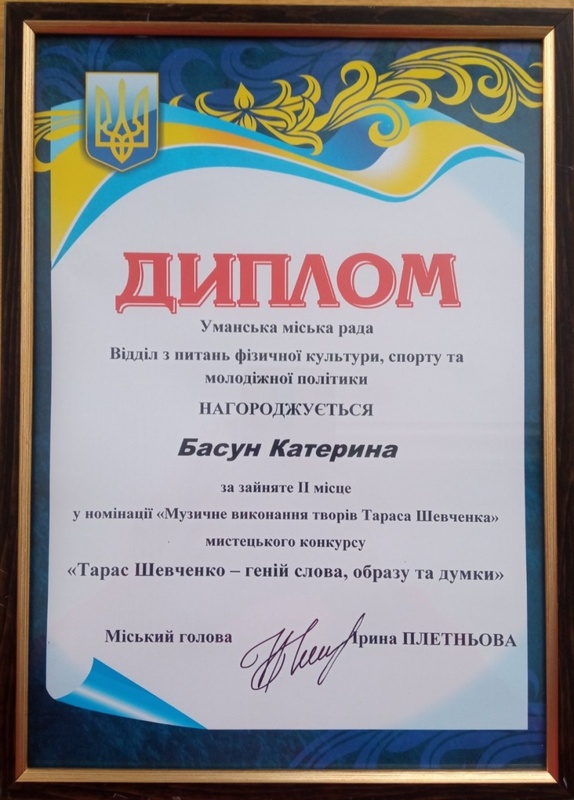 ДИПЛОМ
Уманська міська рада
Відділ з питань фізичної культури, спорту та
молодіжної політики
НАГОРОДЖУЄТЬСЯ
Басун Катерина
за зайняте ІІ місце
у номінації «Музичне виконання творів Тараса Шевченка»
мистецького конкурсу
«Тарас Шевченко – геній слова, образу та думки»
Міський голова Ірина ПЛЕТНЬОВА